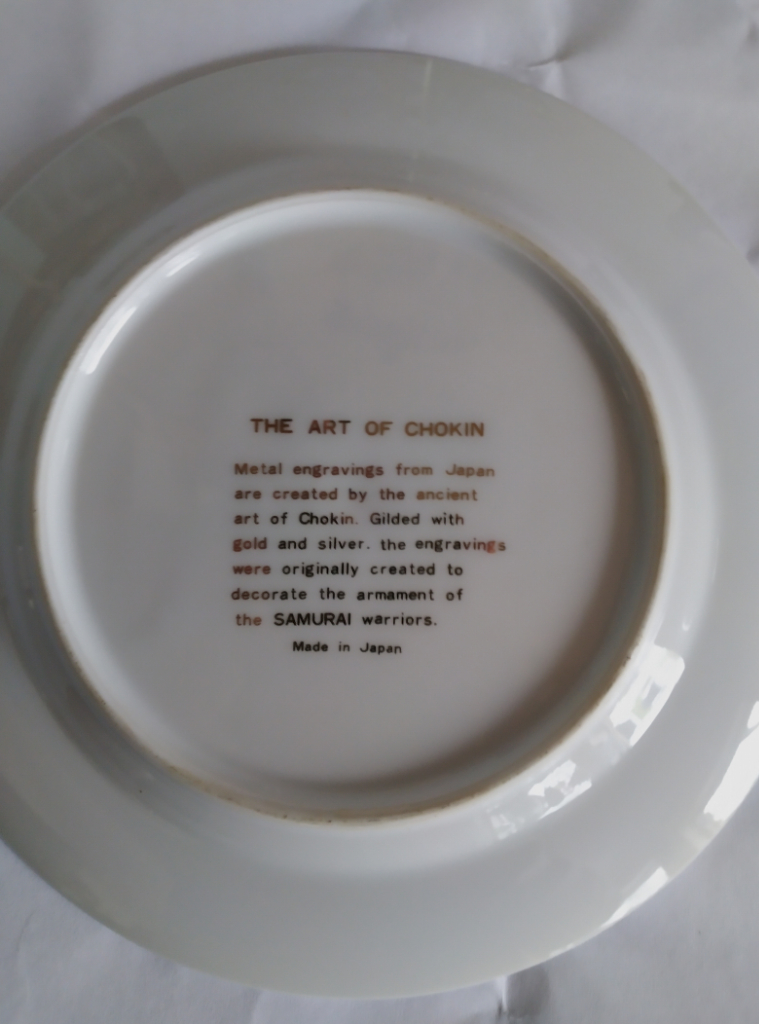 THE ART OF CHOKIN
Metal engravings from Japan
are created by the ancient
art of Chokin. Gilded with
gold and silver. the engravings
were originally created to
decorate the armament of
the SAMURAI warriors.
Made in Japan